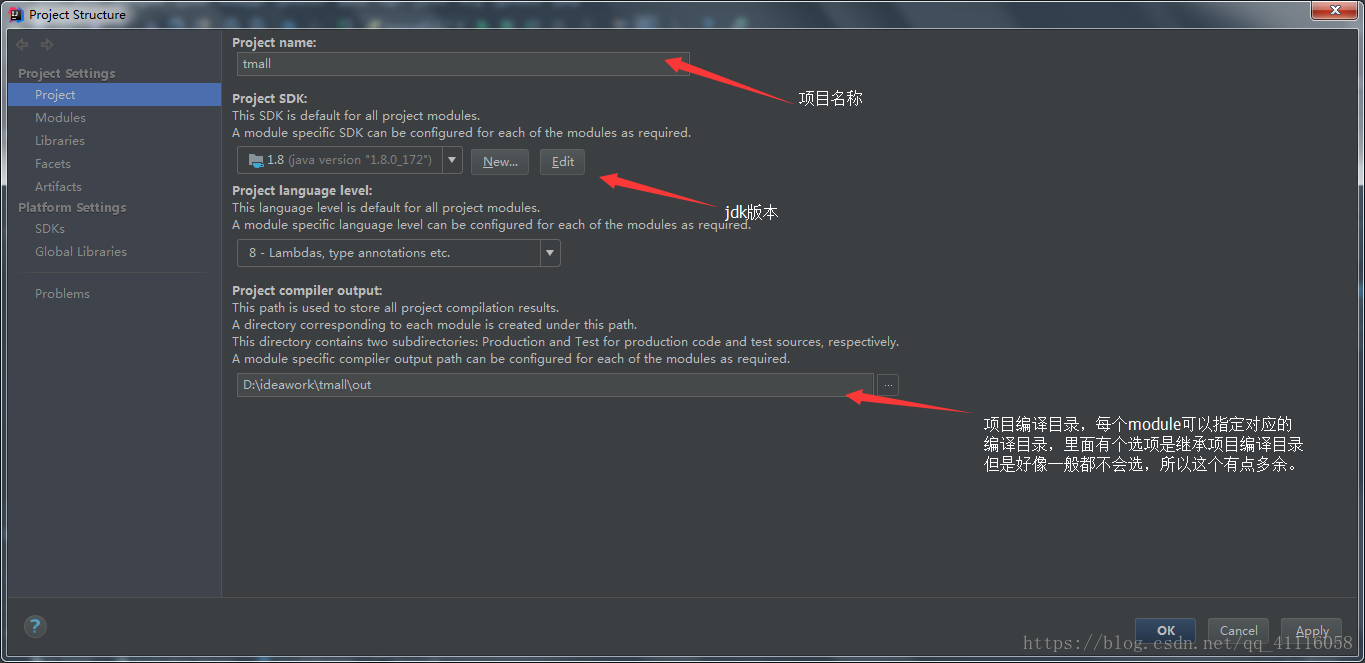 Project Structure
Project Settings
Project
Modules
Libraries
Facets
Artifacts
Platform Settings
SDKs
Global Libraries
Problems
Project name:
tmall
项目名称
Project SDK:
This SDK is default for all project modules.
A module specific SDK can be configured for each of the modules as required.
1.8 (java version "1.8.0_172")
New...
Edit
jdk版本
Project language level:
This language level is default for all project modules.
A module specific language level can be configured for each of the modules as required.
8 - Lambdas, type annotations etc.
Project compiler output:
This path is used to store all project compilation results.
A directory corresponding to each module is created under this path.
This directory contains two subdirectories: Production and Test for production code and test sources, respectively.
A module specific compiler output path can be configured for each of the modules as required.
D:\ideawork\tmall\out
...
项目编译目录，每个module可以指定对应的
编译目录，里面有个选项是继承项目编译目录
但是好像一般都不会选，所以这个有点多余。
?
OK
Cancel
Apply
https://blog.csdn.net/qq_41116058